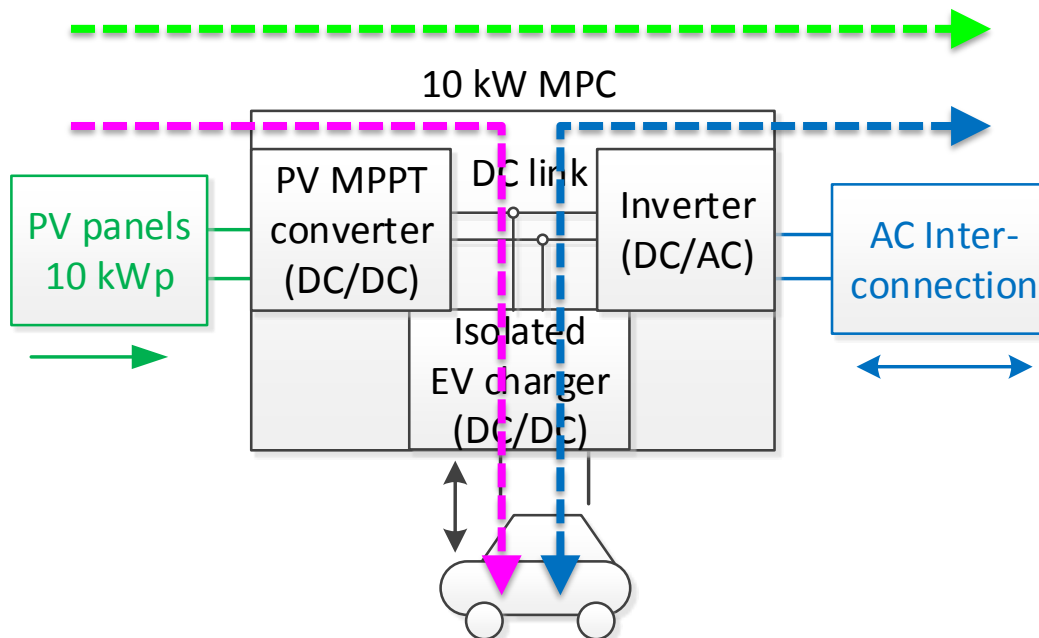 10 kW MPC
PV panels
10 kWp
PV MPPT
converter
(DC/DC)
DC link
Inverter
(DC/AC)
AC Inter-
connection
Isolated
EV charger
(DC/DC)